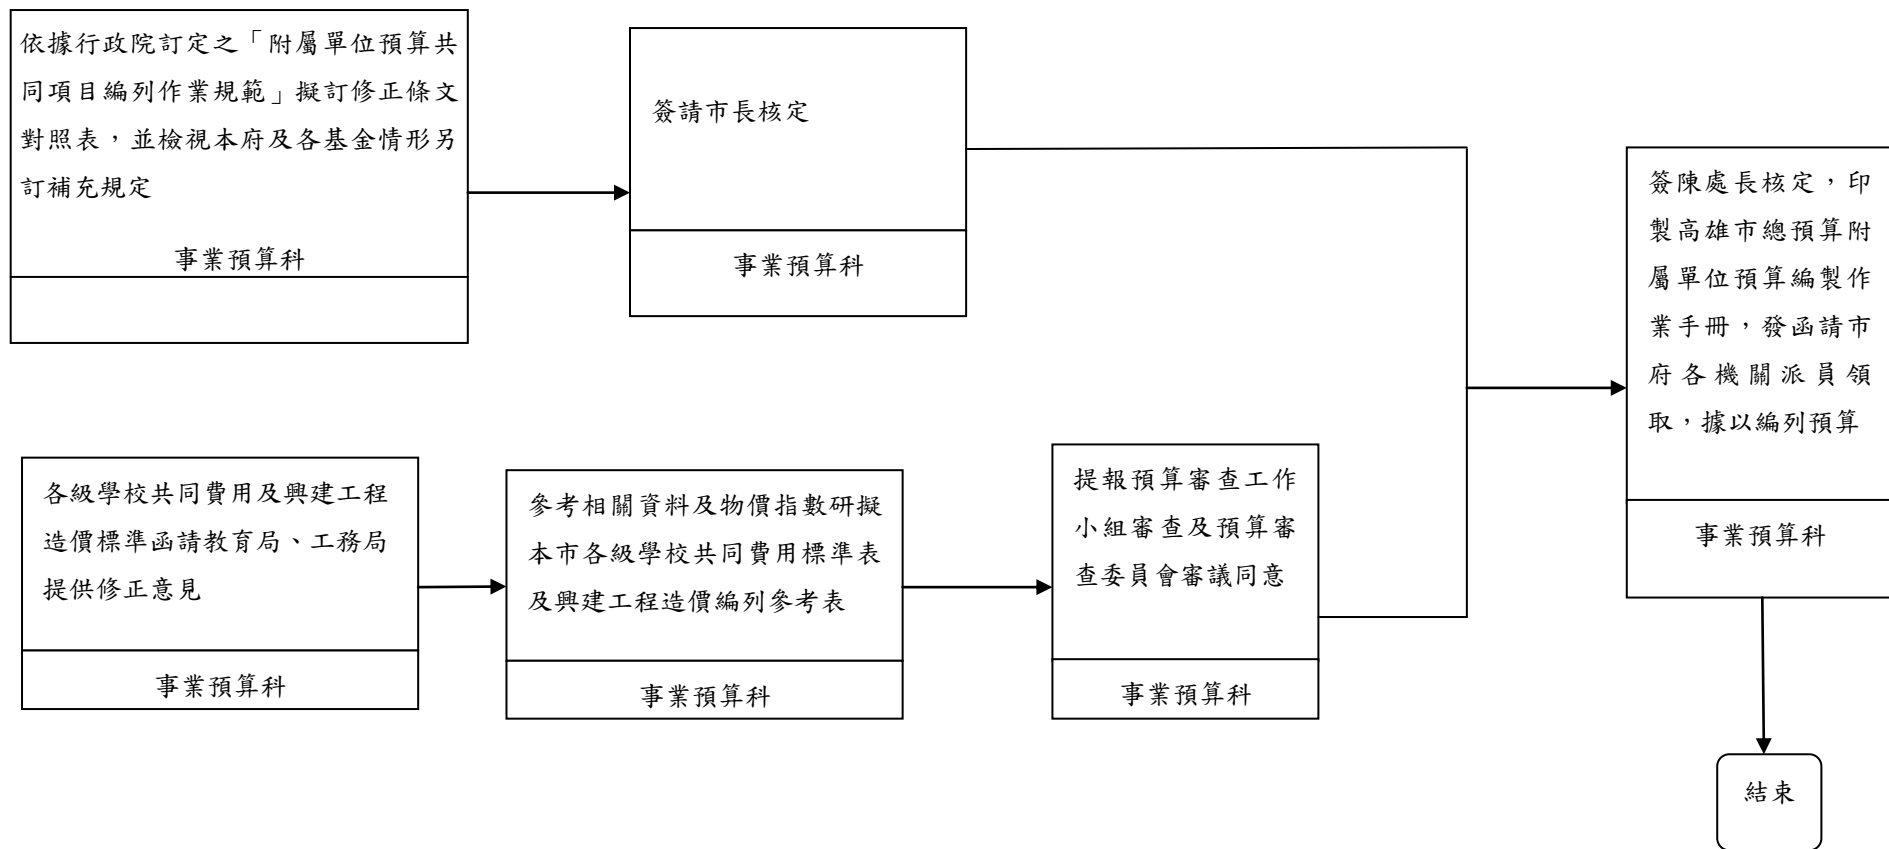 依據行政院訂定之「附屬單位預算共
同項目編列作業規範」擬訂修正條文
對照表，並檢視本府及各基金情形另
訂補充規定
事業預算科
簽請市長核定
事業預算科
各級學校共同費用及興建工程
造價標準函請教育局、工務局
提供修正意見
事業預算科
參考相關資料及物價指數研擬
本市各級學校共同費用標準表
及興建工程造價編列參考表
事業預算科
提報預算審查工作
小組審查及預算審
查委員會審議同意
事業預算科
簽陳處長核定，印
製高雄市總預算附
屬單位預算編製作
業手冊，發函請市
府各機關派員領
取，據以編列預算
事業預算科
結束